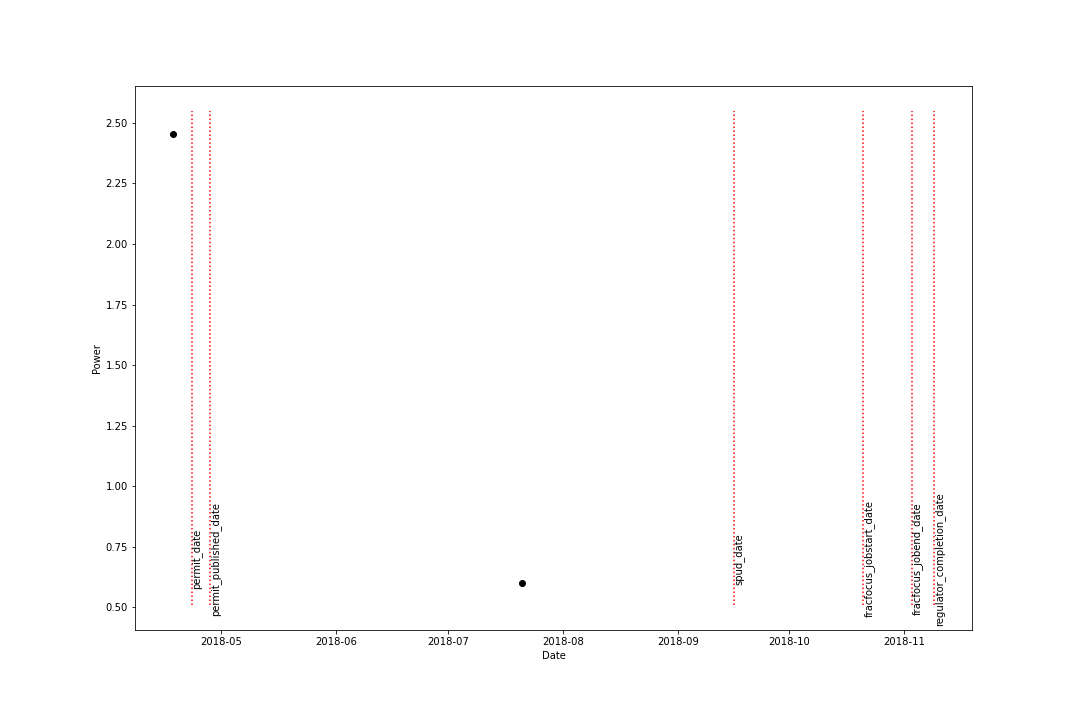 2.50
2.25
2.00
1.75
1.50
1.25
1.00
0.75
0.50
Power
permit_date
permit_published_date
spud_date
fracfocus_jobstart_date
fracfocus_jobend_date
regulator_completion_date
2018-05
2018-06
2018-07
2018-08
2018-09
2018-10
2018-11
Date